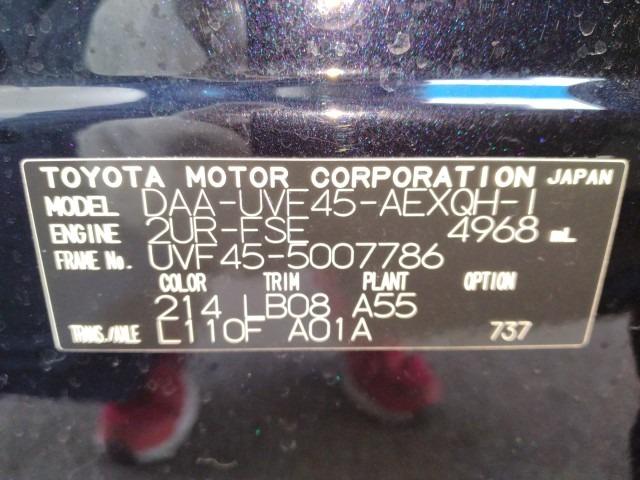 TOYOTA MOTOR CORPORATION JAPAN
MODEL DAA-UVF45-AEXQH-I
ENGINE 2UR-FSE 4968 mL
FRAME No. UVF45-5007786
COLOR TRIM PLANT OPTION
214 LB08 A55
TRANS./AXLE L110F A01A 737